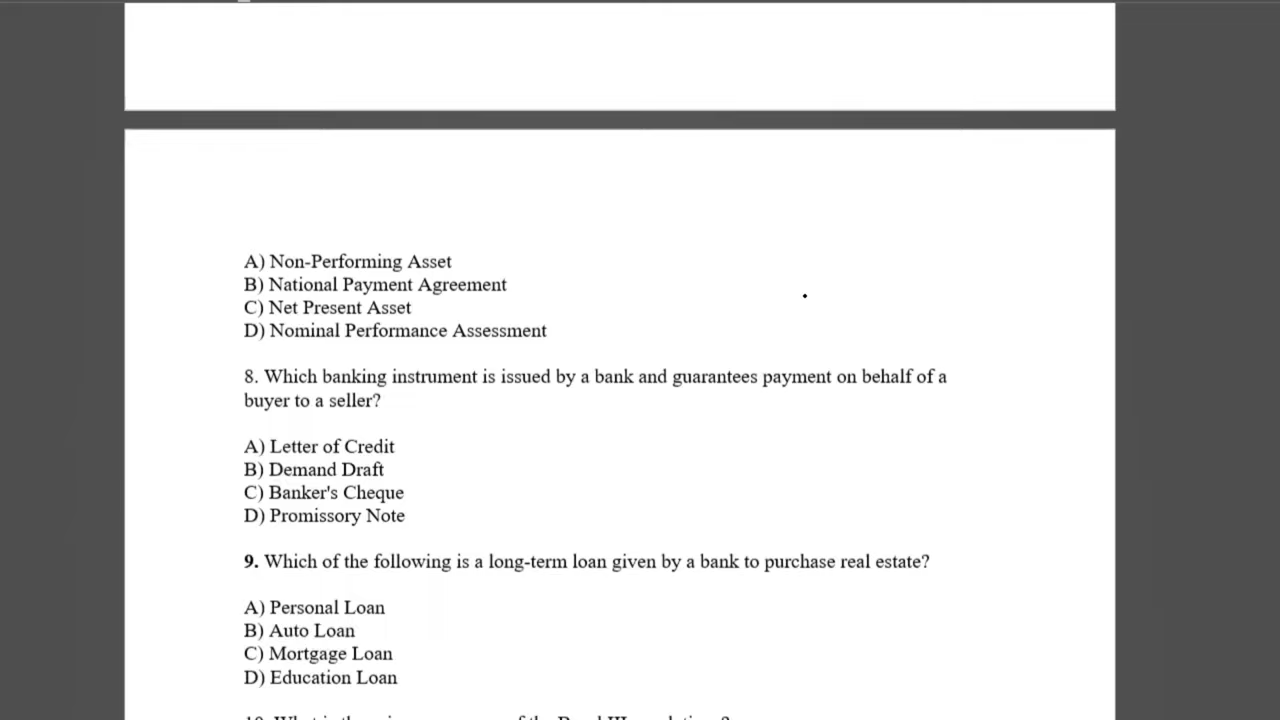 A) Non-Performing Asset
B) National Payment Agreement
C) Net Present Asset
D) Nominal Performance Assessment
8. Which banking instrument is issued by a bank and guarantees payment on behalf of a
buyer to a seller?
A) Letter of Credit
B) Demand Draft
C) Banker's Cheque
D) Promissory Note
9. Which of the following is a long-term loan given by a bank to purchase real estate?
A) Personal Loan
B) Auto Loan
C) Mortgage Loan
D) Education Loan